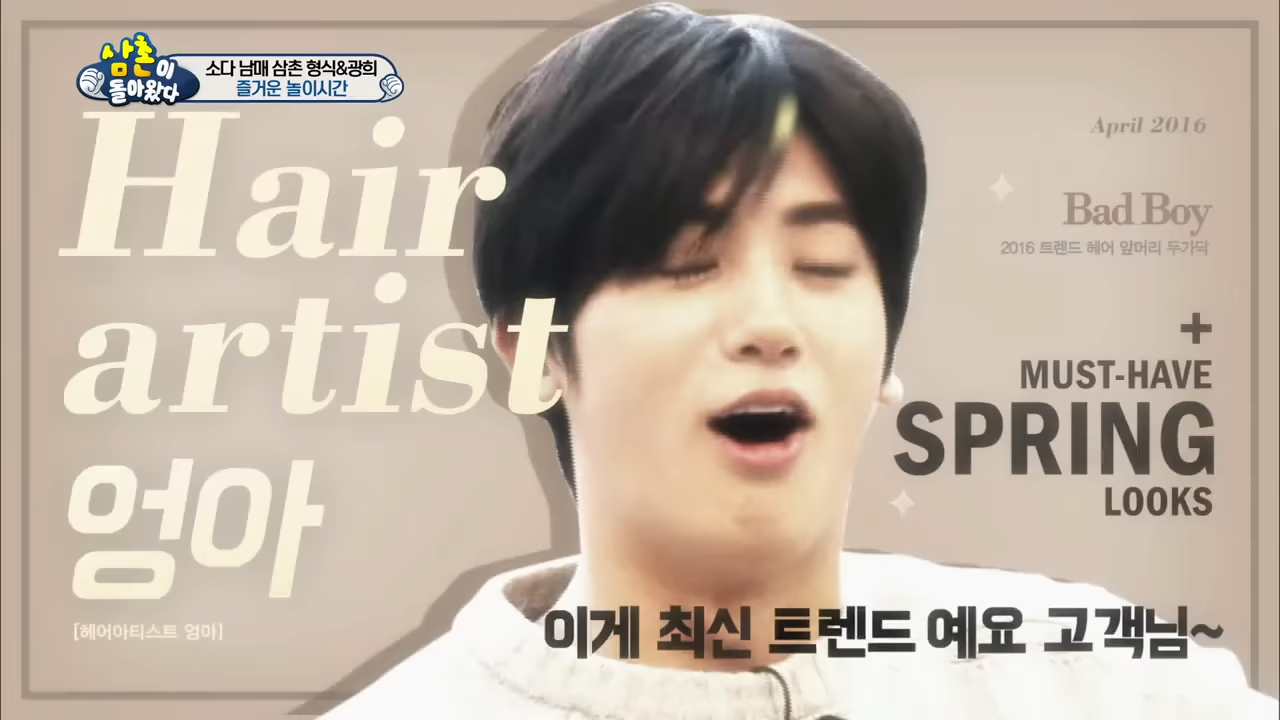 삼촌이
돌아왔다
소다 남매 삼촌 형식&광희
즐거운 놀이시간
Hair
artist
엉아
[헤어아티스트 엉아]
April 2016
Bad Boy
2016 트렌드 헤어 앞머리 두가닥
+
MUST-HAVE
SPRING
LOOKS
이게 최신 트렌드예요 고객님~